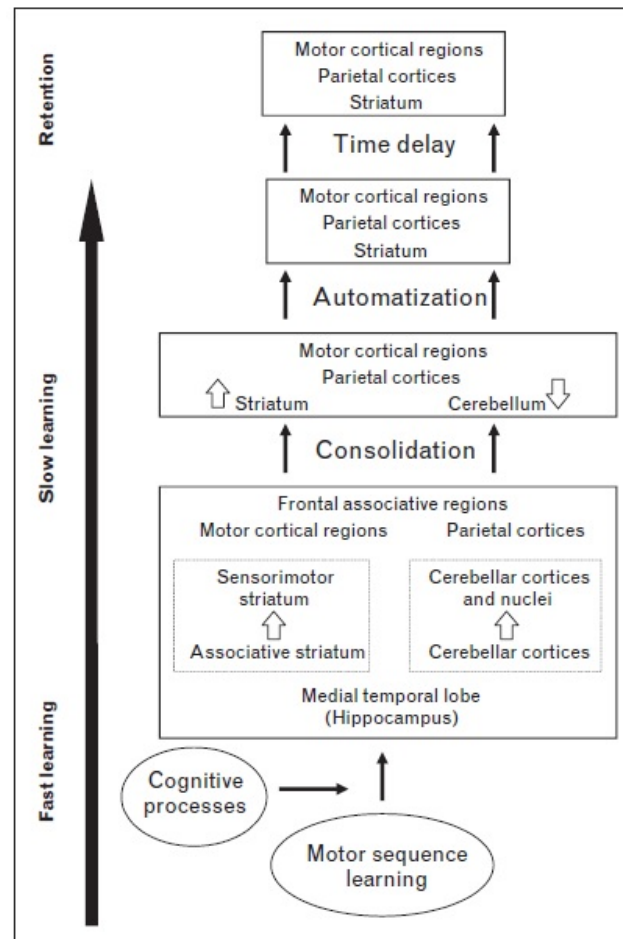 Retention
Slow learning
Fast learning
Motor cortical regions
Parietal cortices
Striatum
Time delay
Motor cortical regions
Parietal cortices
Striatum
Automatization
Motor cortical regions
Parietal cortices
Striatum
Cerebellum
Consolidation
Frontal associative regions
Motor cortical regions
Parietal cortices
Sensorimotor
striatum
Associative striatum
Cerebellar cortices
and nuclei
Cerebellar cortices
Medial temporal lobe
(Hippocampus)
Cognitive
processes
Motor sequence
learning